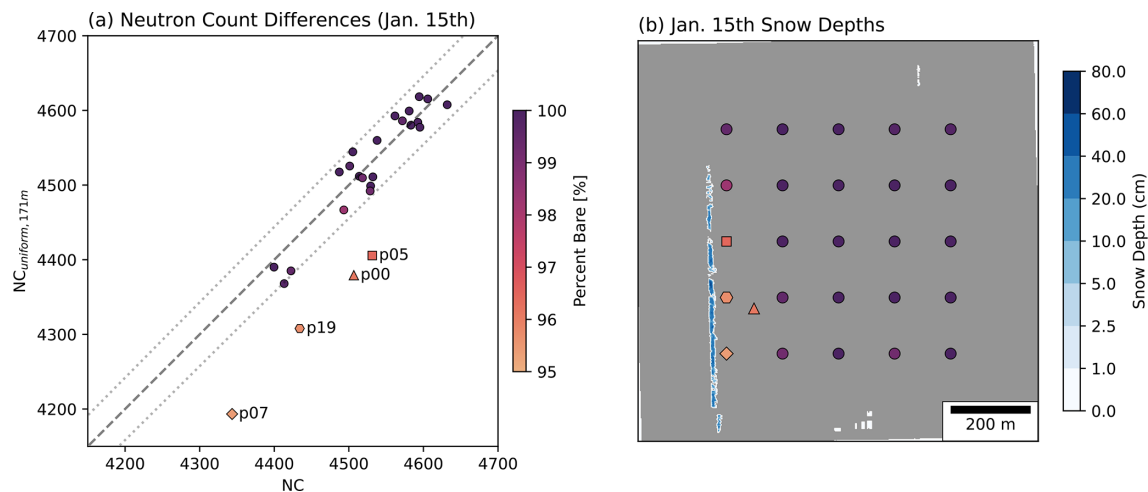 (a) Neutron Count Differences (Jan. 15th)
4700
4600
4500
4400
4300
4200
NC_uniform,171m
4200 4300 4400 4500 4600 4700
NC
p05
p00
p19
p07
100
99
98
97
96
95
Percent Bare [%]
(b) Jan. 15th Snow Depths
200 m
80.0
60.0
40.0
20.0
10.0
5.0
2.5
1.0
0.0
Snow Depth (cm)